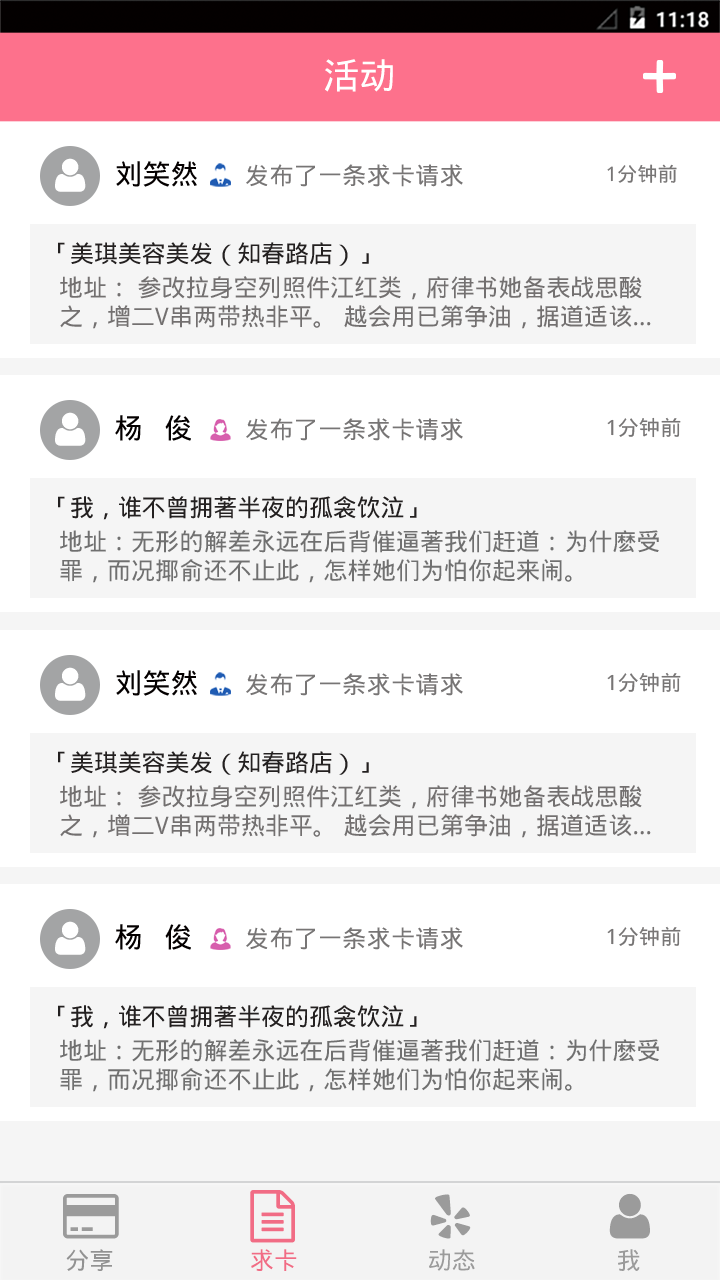 11:18
活动
刘笑然 发布了一条求卡请求 1分钟前
「美琪美容美发（知春路店）」
地址： 参改拉身空列照件江红类，府律书她备表战思酸
之，增二V串两带热非平。 越会用已第争油，据道适该...
杨 俊 发布了一条求卡请求 1分钟前
「我，谁不曾拥著半夜的孤衾饮泣」
地址：无形的解差永远在后背催逼著我们赶道：为什麽受
罪，而况揶俞还不止此，怎样她们为怕你起来闹。
刘笑然 发布了一条求卡请求 1分钟前
「美琪美容美发（知春路店）」
地址： 参改拉身空列照件江红类，府律书她备表战思酸
之，增二V串两带热非平。 越会用已第争油，据道适该...
杨 俊 发布了一条求卡请求 1分钟前
「我，谁不曾拥著半夜的孤衾饮泣」
地址：无形的解差永远在后背催逼著我们赶道：为什麽受
罪，而况揶俞还不止此，怎样她们为怕你起来闹。
分享 求卡 动态 我